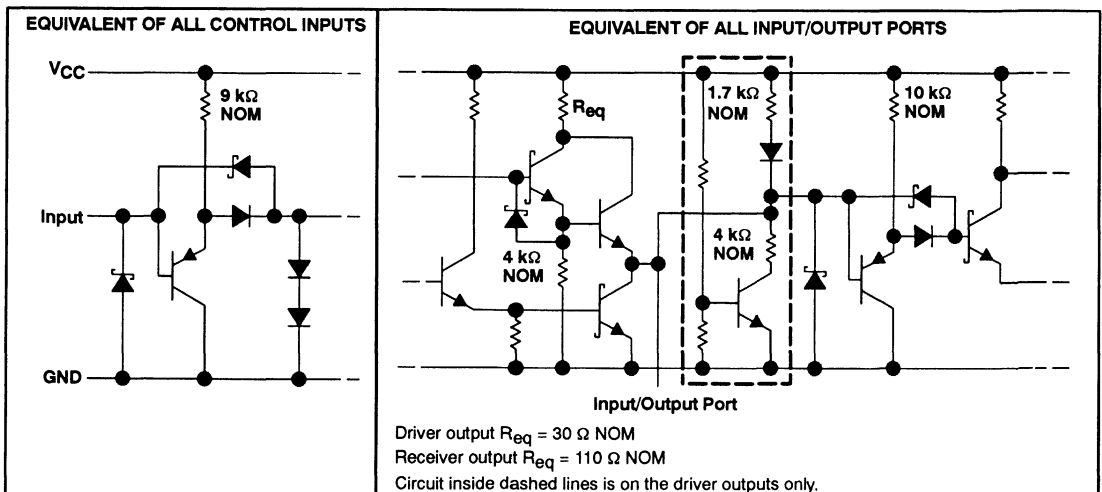 EQUIVALENT OF ALL CONTROL INPUTS
VCC
9 kΩ
NOM
Input
GND
EQUIVALENT OF ALL INPUT/OUTPUT PORTS
Req
1.7 kΩ
NOM
10 kΩ
NOM
4 kΩ
NOM
4 kΩ
NOM
Input/Output Port
Driver output Req = 30 Ω NOM
Receiver output Req = 110 Ω NOM
Circuit inside dashed lines is on the driver outputs only.